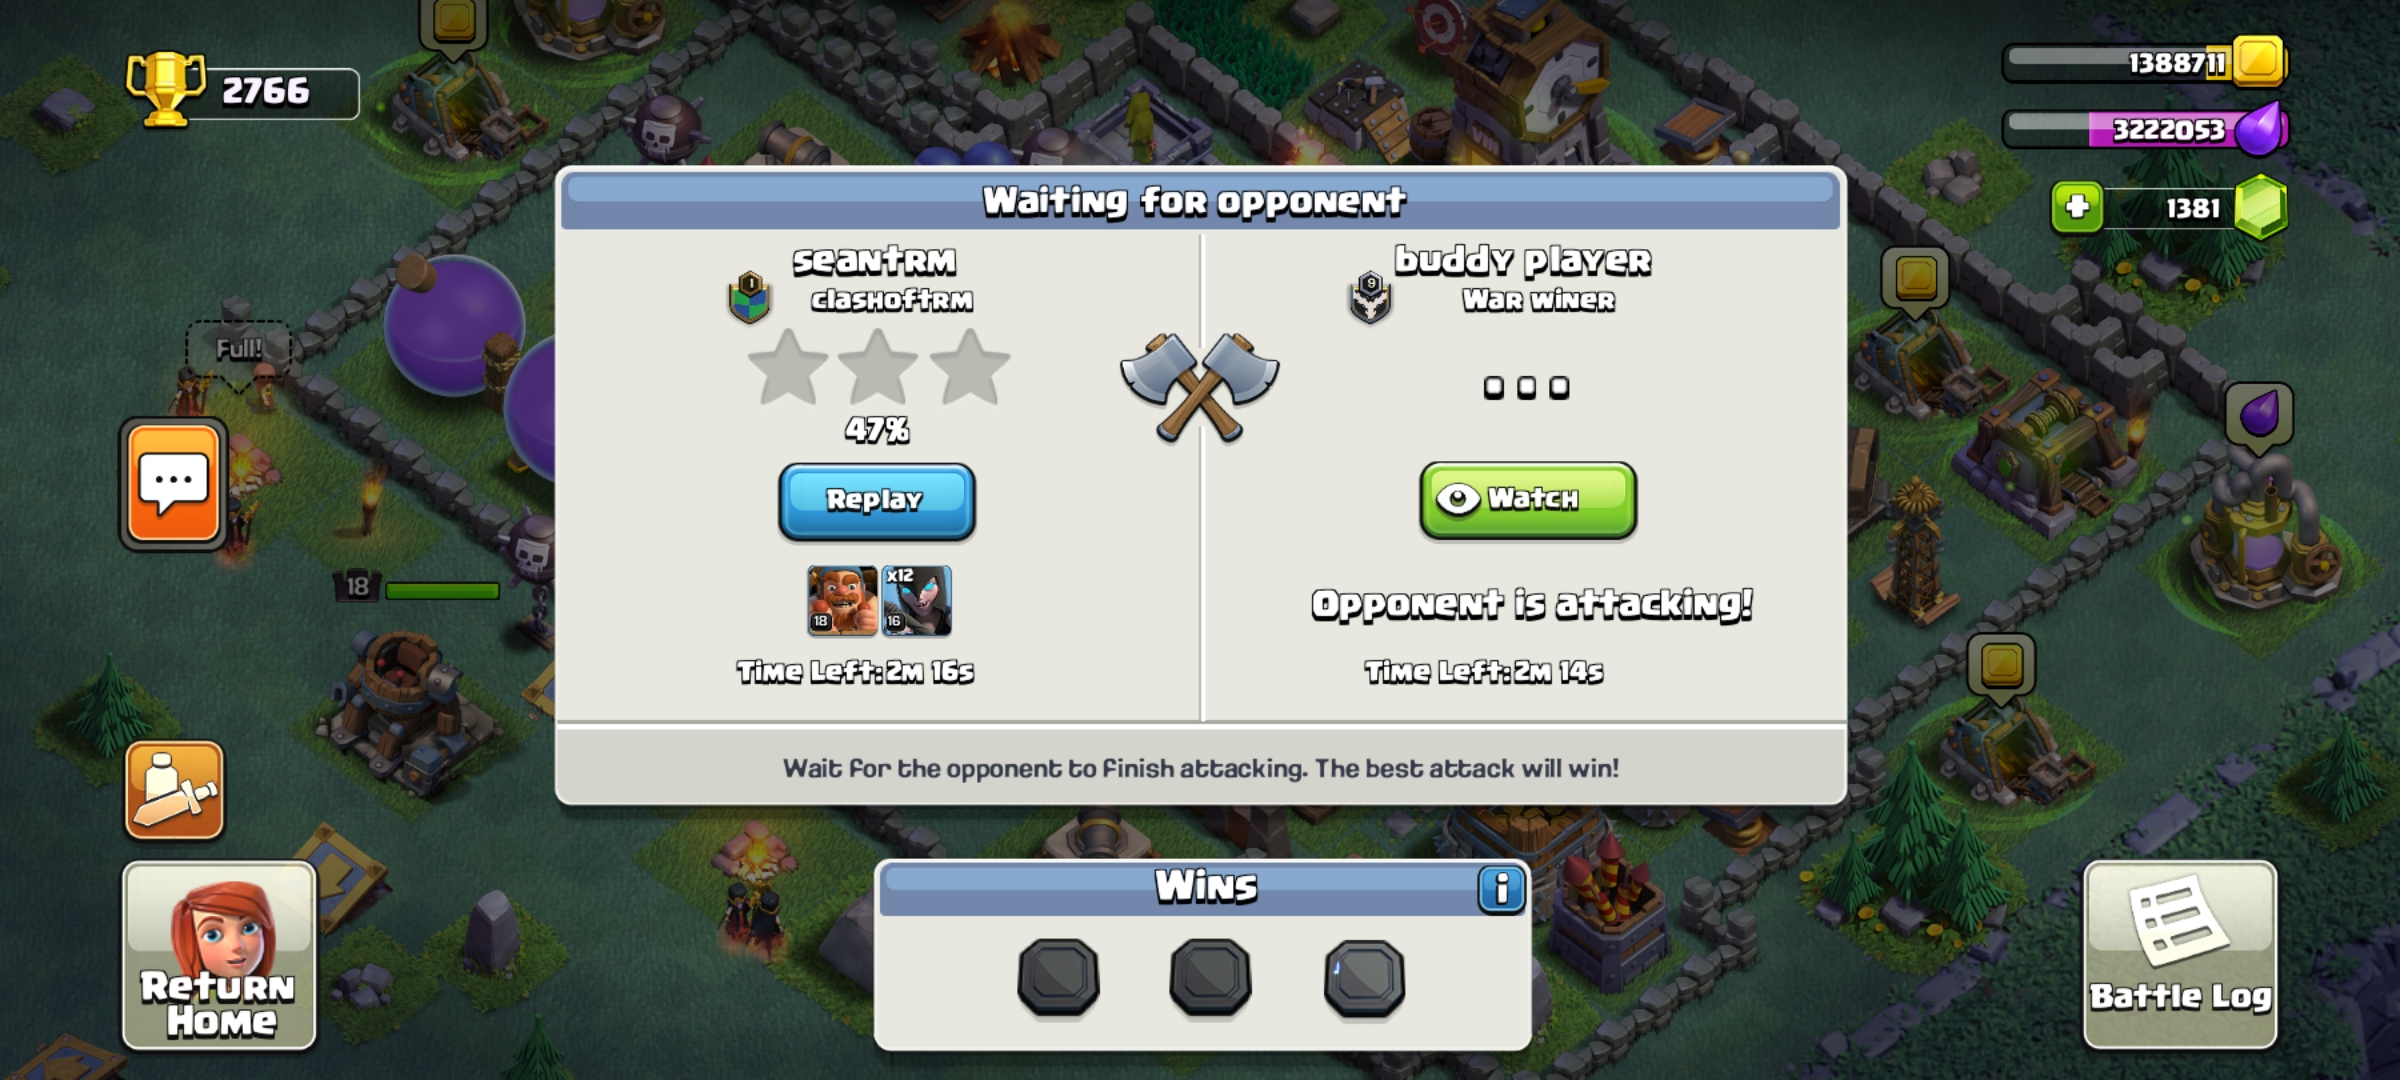 2766
1388711
3222053
1381
Waiting for opponent
seantrm
1
clashoftrm
47%
Replay
x12
18
16
Time Left: 2m 16s
buddy player
9
War winer
Watch
Opponent is attacking!
Time Left: 2m 14s
Wait for the opponent to finish attacking. The best attack will win!
Full!
18
Wins
i
Return
Home
Battle Log